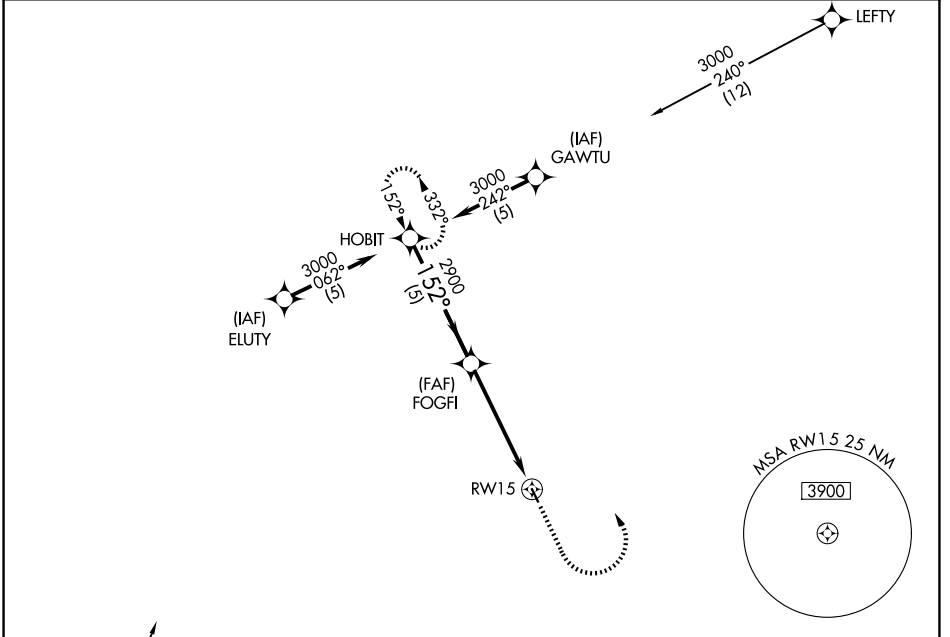 LEFTY
3000
240°
(12)
(IAF)
GAWTU
3000
242°
(5)
152°
332°
HOBIT
3000
062°
(5)
2900
152°
(5)
(IAF)
ELUTY
(FAF)
FOGFI
RW15
MSA RW15 25 NM
3900